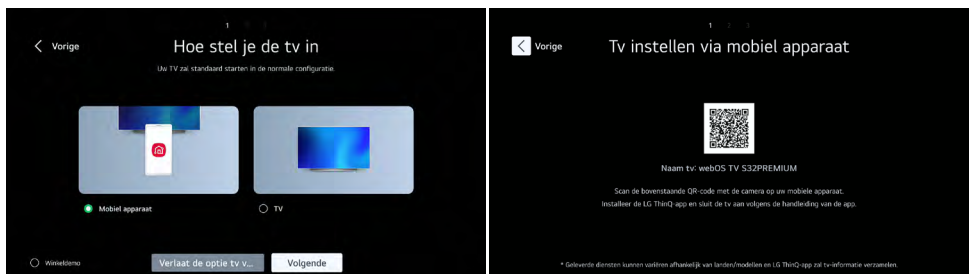 1
Vorige
Hoe stel je de tv in
Uw TV zal standaard starten in de normale configuratie.
Mobiel apparaat
TV
Winkeldemo
Verlaat de optie tv v...
Volgende
1 2 3
Vorige
Tv instellen via mobiel apparaat
Naam tv: webOS TV S32PREMIUM
Scan de bovenstaande QR-code met de camera op uw mobiele apparaat.
Installeer de LG ThinQ-app en sluit de tv aan volgens de handleiding van de app.
* Geleverde diensten kunnen variëren afhankelijk van landen/modellen en LG ThinQ-app zal tv-informatie verzamelen.